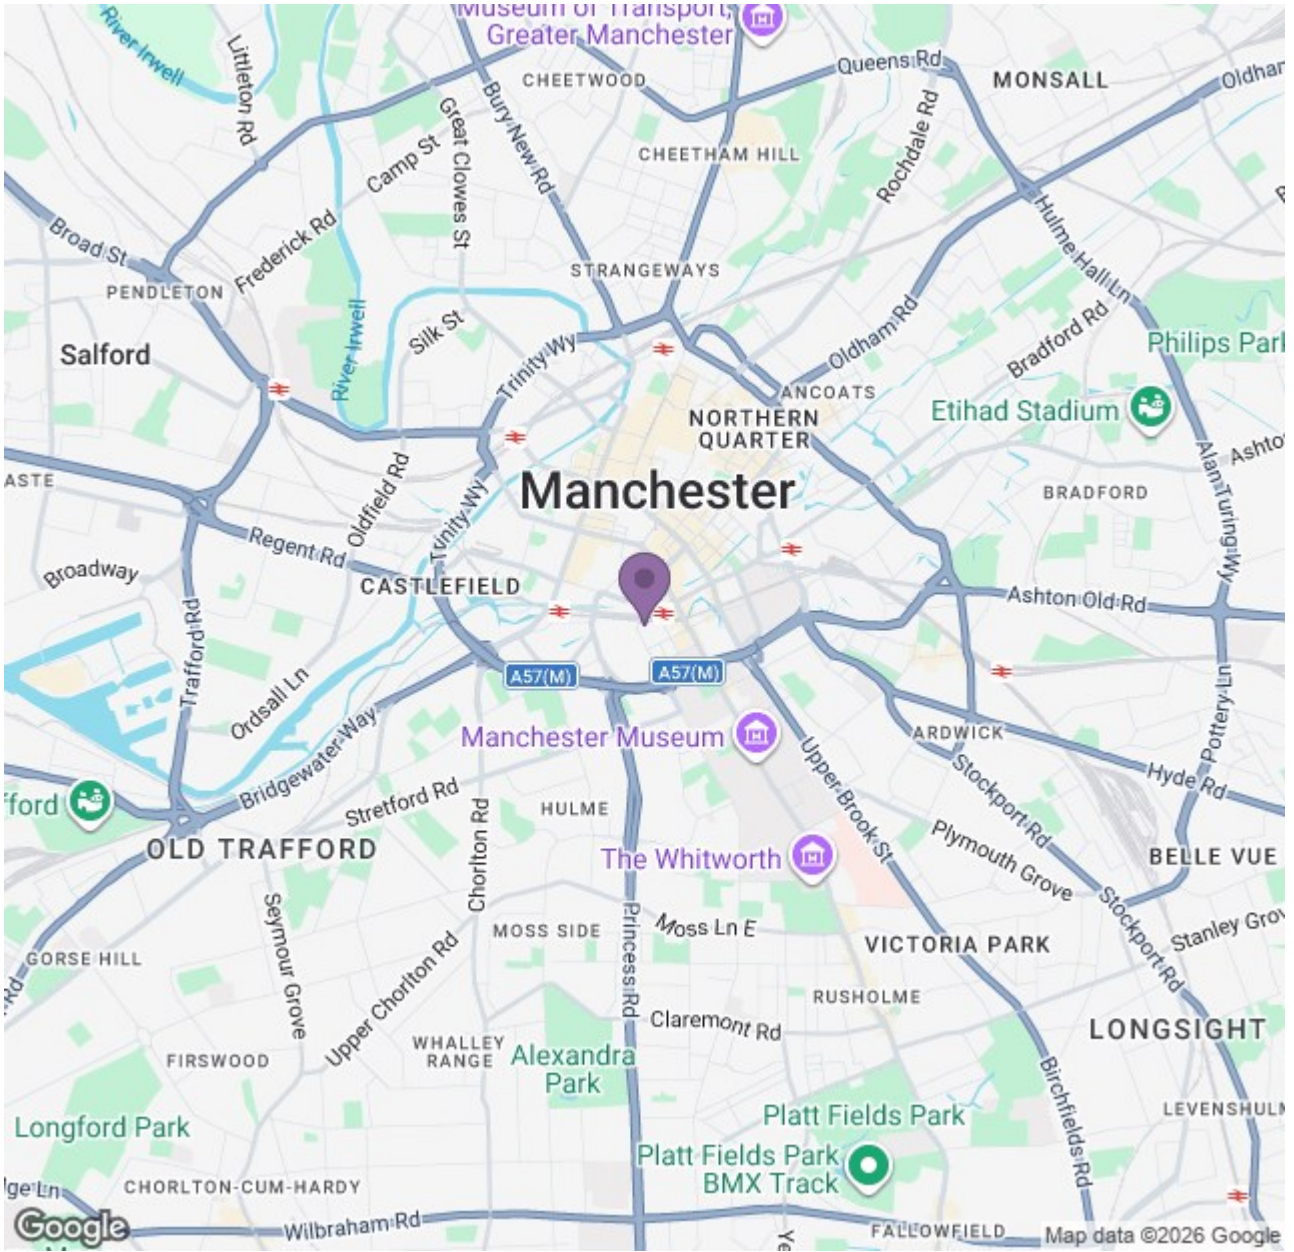 Museum of Transport,
Greater Manchester
River Irwell
Littleton Rd
CHEETWOOD
Queens Rd
MONSALL
Bury New Rd
Great Clowes St
Camp St
CHEETHAM HILL
Rochdale Rd
Broad St
Frederick Rd
PENDLETON
STRANGEWAYS
Hulme Hall Ln
Salford
Silk St
River Irwell
Trinity Wy
Oldham Rd
Bradford Rd
Philips Park
ANCOATS
NORTHERN
QUARTER
Etihad Stadium
Manchester
Oldfield Rd
Trinity Wy
BRADFORD
Alan Turing Wy
Regent Rd
Broadway
CASTLEFIELD
Ashton Old Rd
Trafford Rd
Ordsall Ln
A57(M)
A57(M)
Pottery Ln
Bridgewater Way
Manchester Museum
ARDWICK
Upper Brook St
Stockport Rd
Hyde Rd
Stretford Rd
HULME
Chorlton Rd
OLD TRAFFORD
The Whitworth
Plymouth Grove
BELLE VUE
Seymour Grove
MOSS SIDE
Princess Rd
Moss Ln E
VICTORIA PARK
Stockport Rd
GORSE HILL
Upper Chorlton Rd
RUSHOLME
Claremont Rd
LONGSIGHT
FIRSWOOD
WHALLEY
RANGE
Alexandra
Park
Birchfields Rd
Longford Park
Platt Fields Park
Platt Fields Park
BMX Track
CHORLTON-CUM-HARDY
Wilbraham Rd
FALLOWFIELD
Google
Map data ©2026 Google